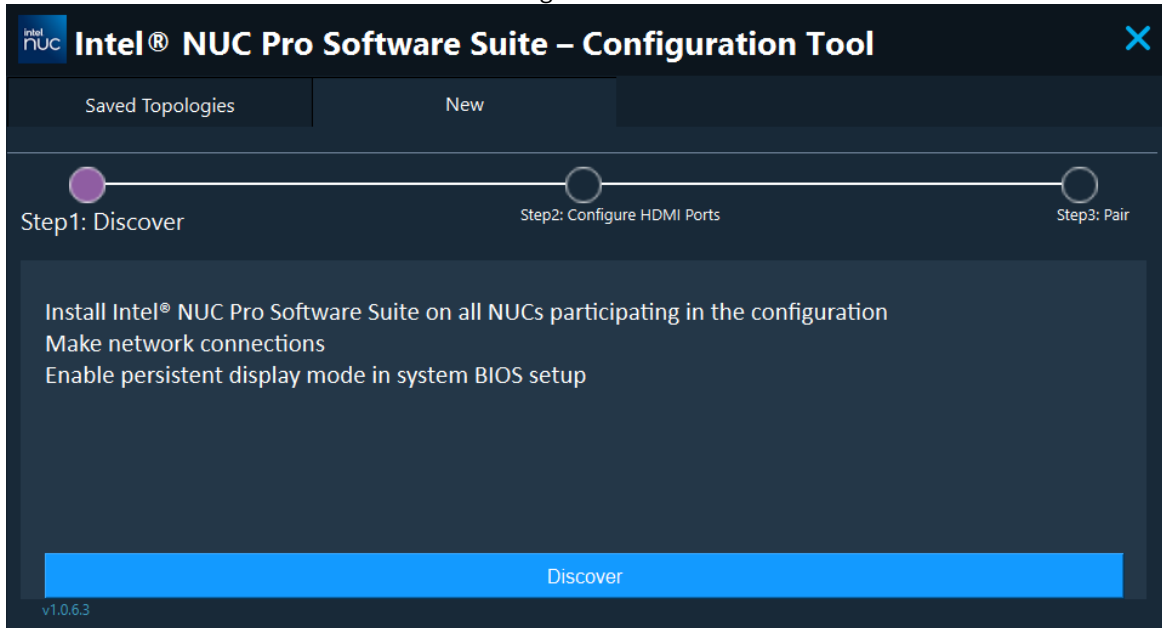 intel nuc Intel® NUC Pro Software Suite – Configuration Tool
Saved Topologies New
Step1: Discover Step2: Configure HDMI Ports Step3: Pair
Install Intel® NUC Pro Software Suite on all NUCs participating in the configuration
Make network connections
Enable persistent display mode in system BIOS setup
Discover
v1.0.6.3